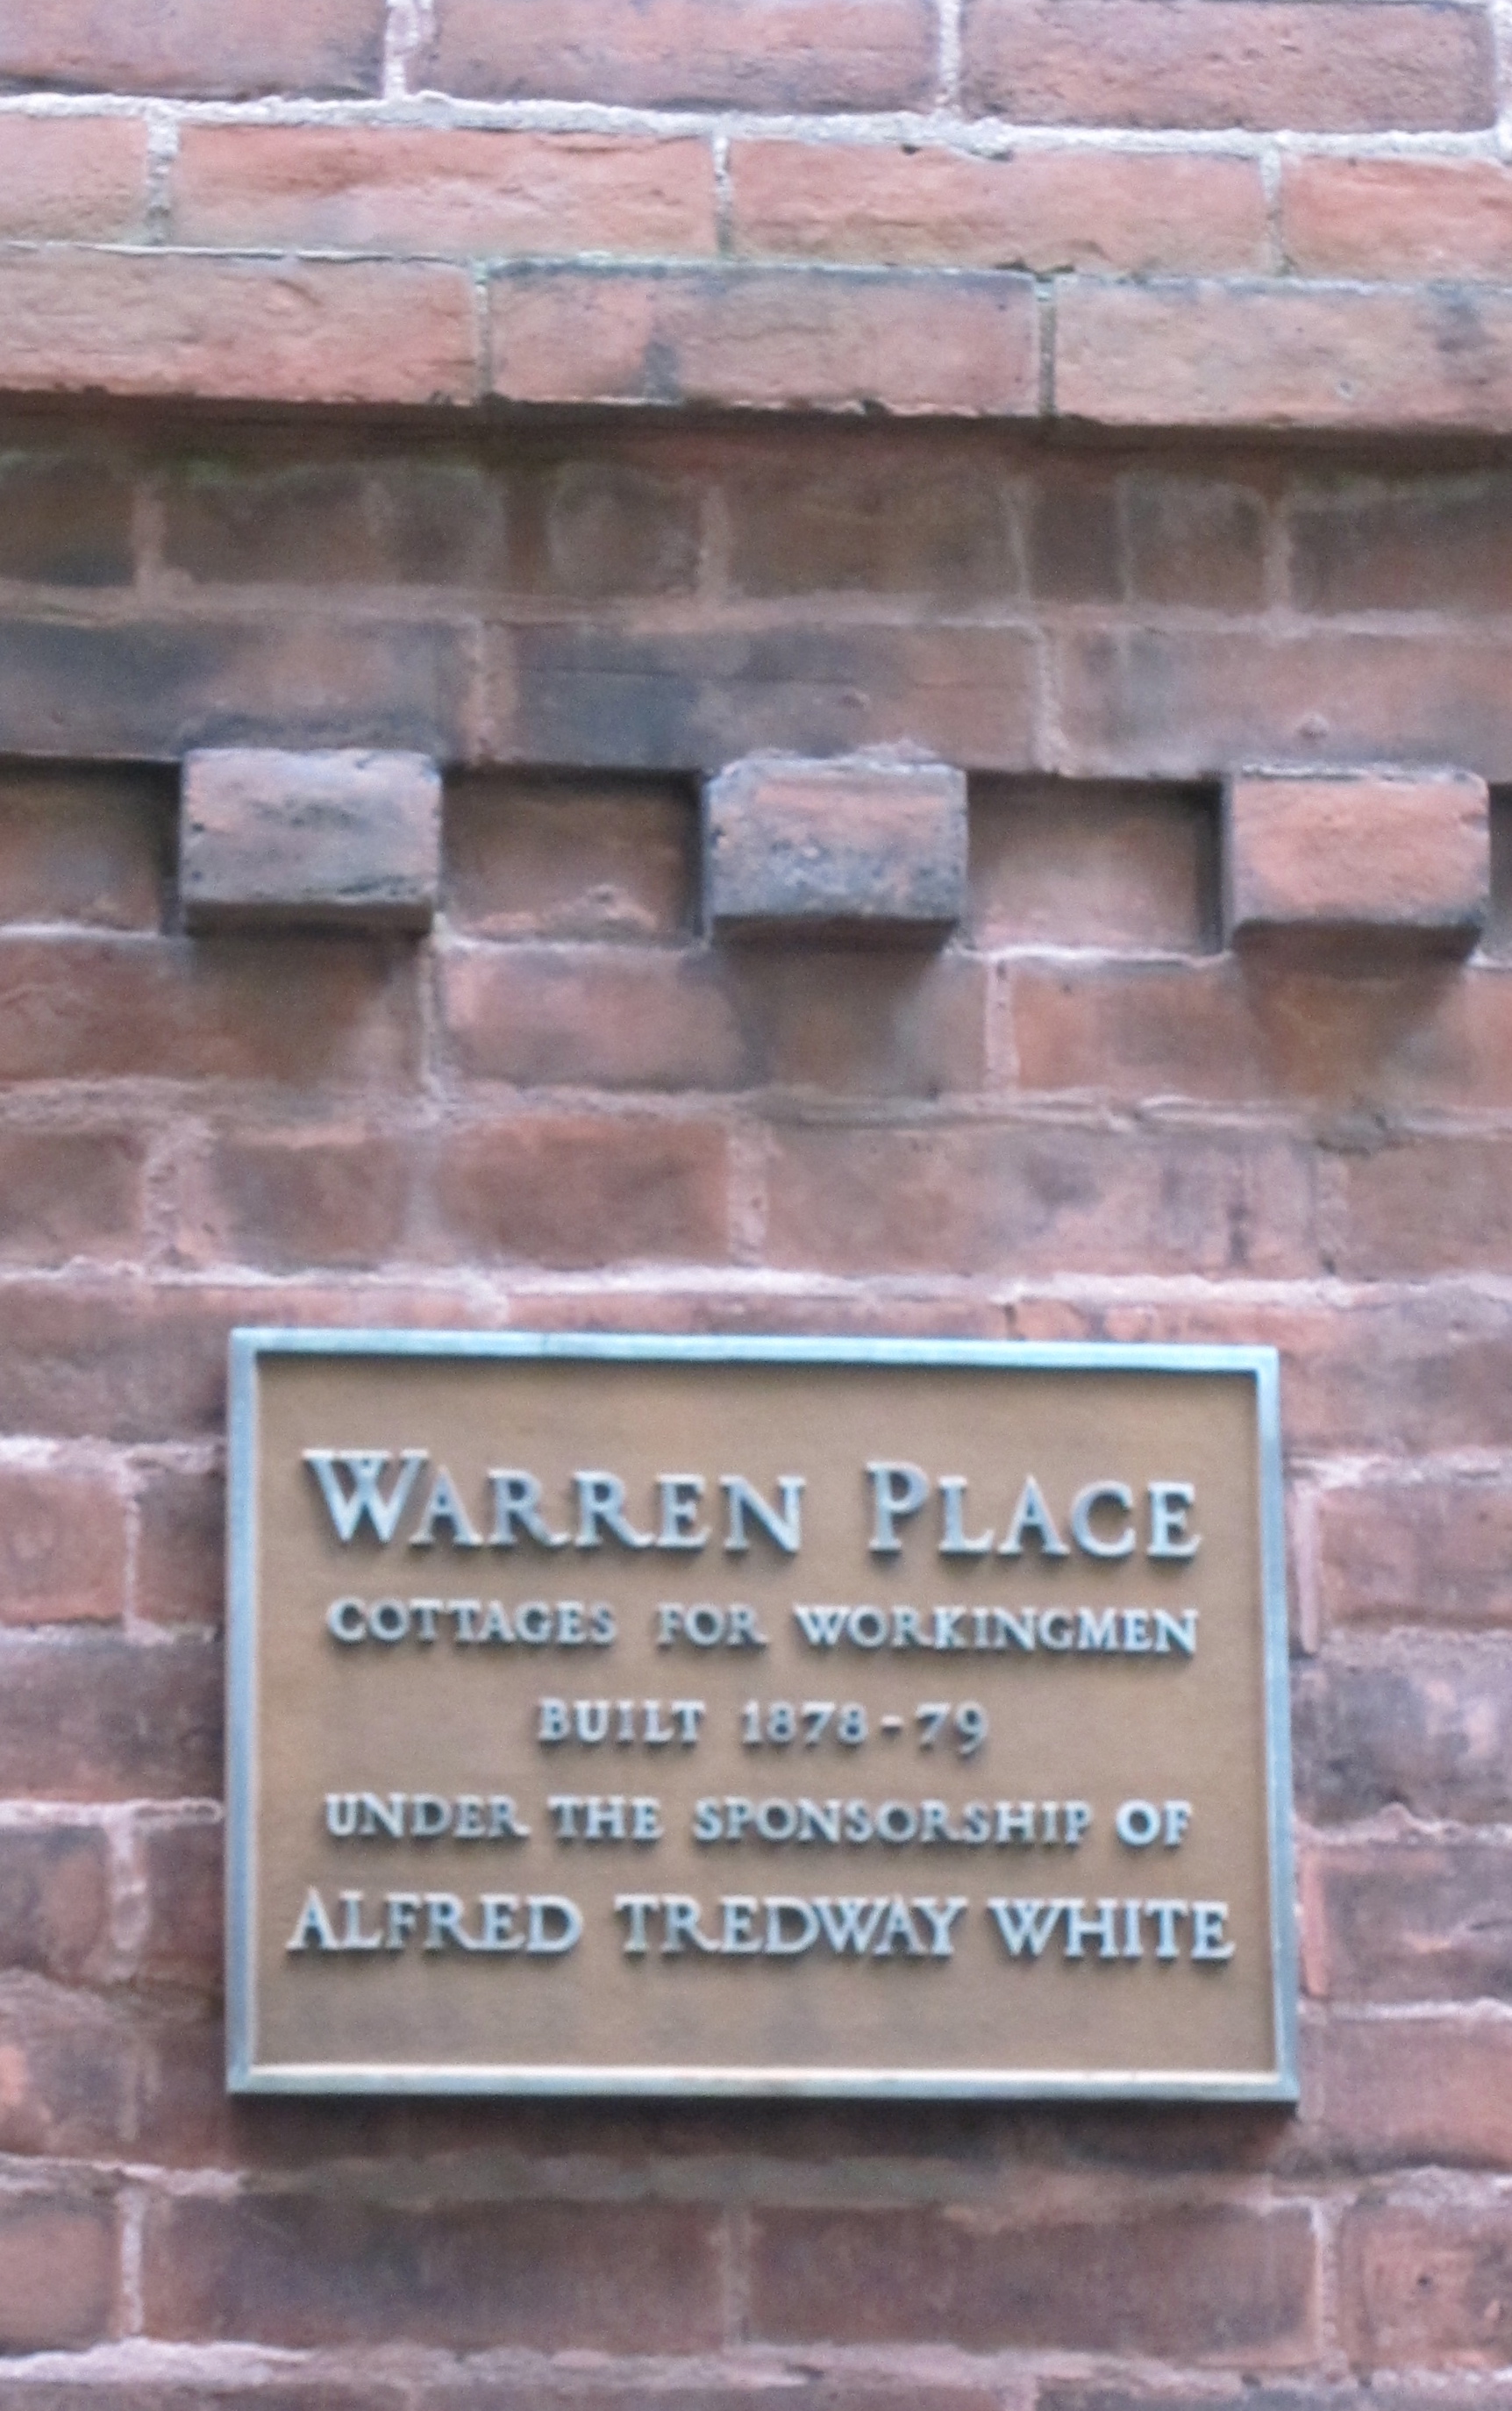 WARREN PLACE
COTTAGES FOR WORKINGMEN
BUILT 1878-79
UNDER THE SPONSORSHIP OF
ALFRED TREDWAY WHITE